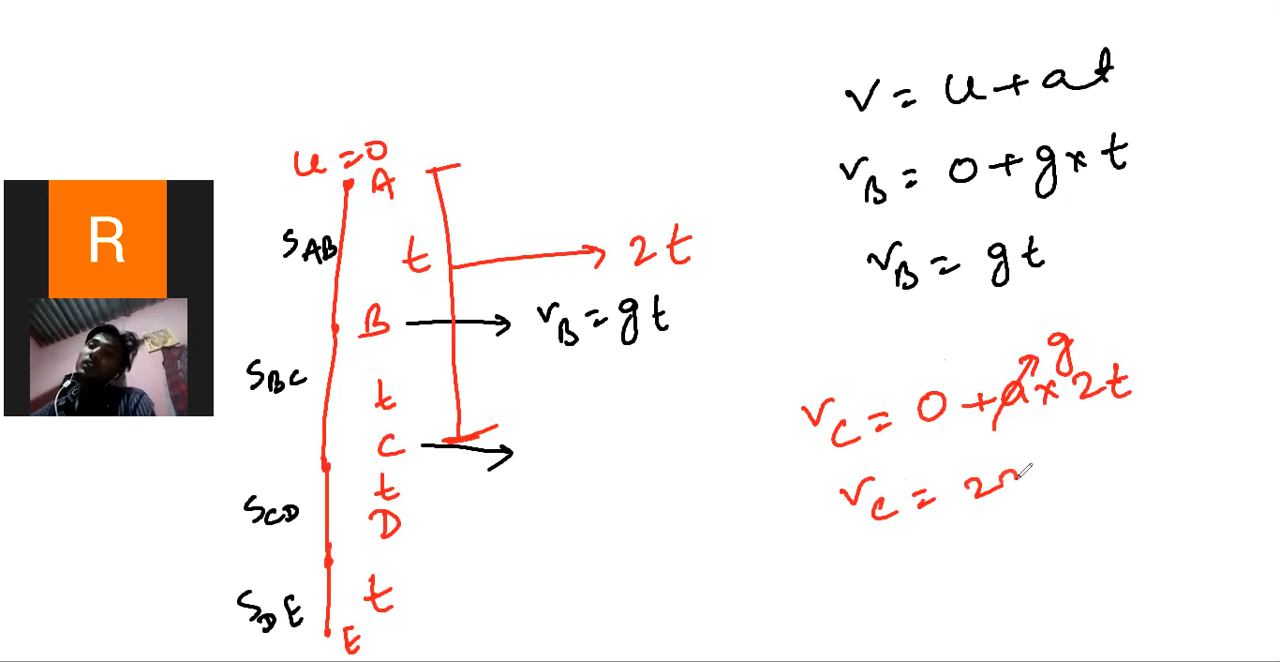 R
u = 0
A
S_AB
t
2t
B
v_B = gt
S_BC
t
C
t
S_CD
D
t
S_DE
E
v = u + at
v_B = 0 + g x t
v_B = gt
g
v_C = 0 + a x 2t
v_C = 2